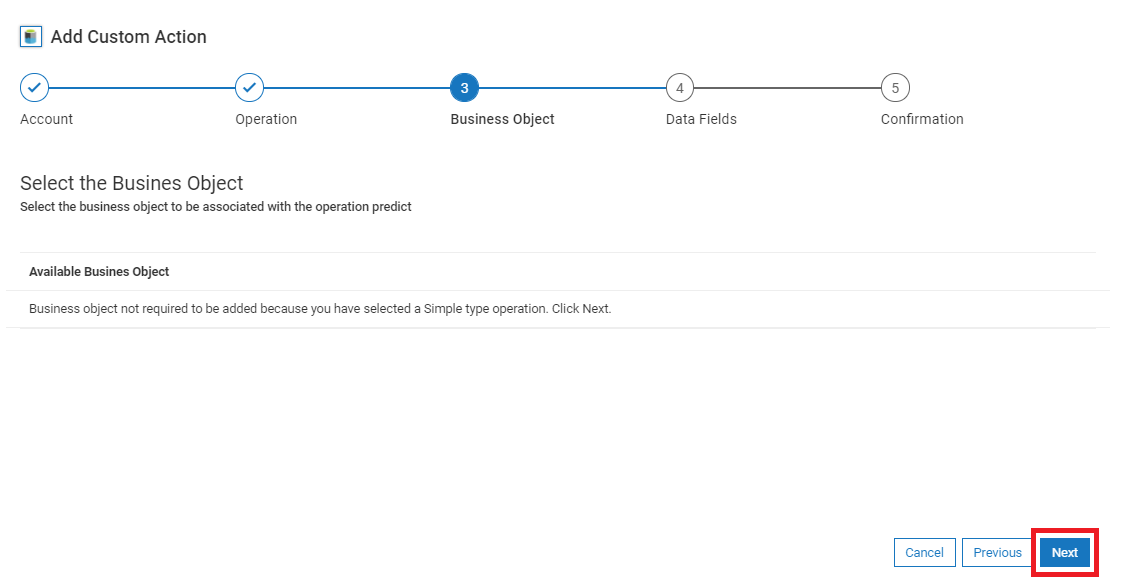 Add Custom Action
3
4
5
Account
Operation
Business Object
Data Fields
Confirmation
Select the Busines Object
Select the business object to be associated with the operation predict
Available Busines Object
Business object not required to be added because you have selected a Simple type operation. Click Next.
Cancel
Previous
Next